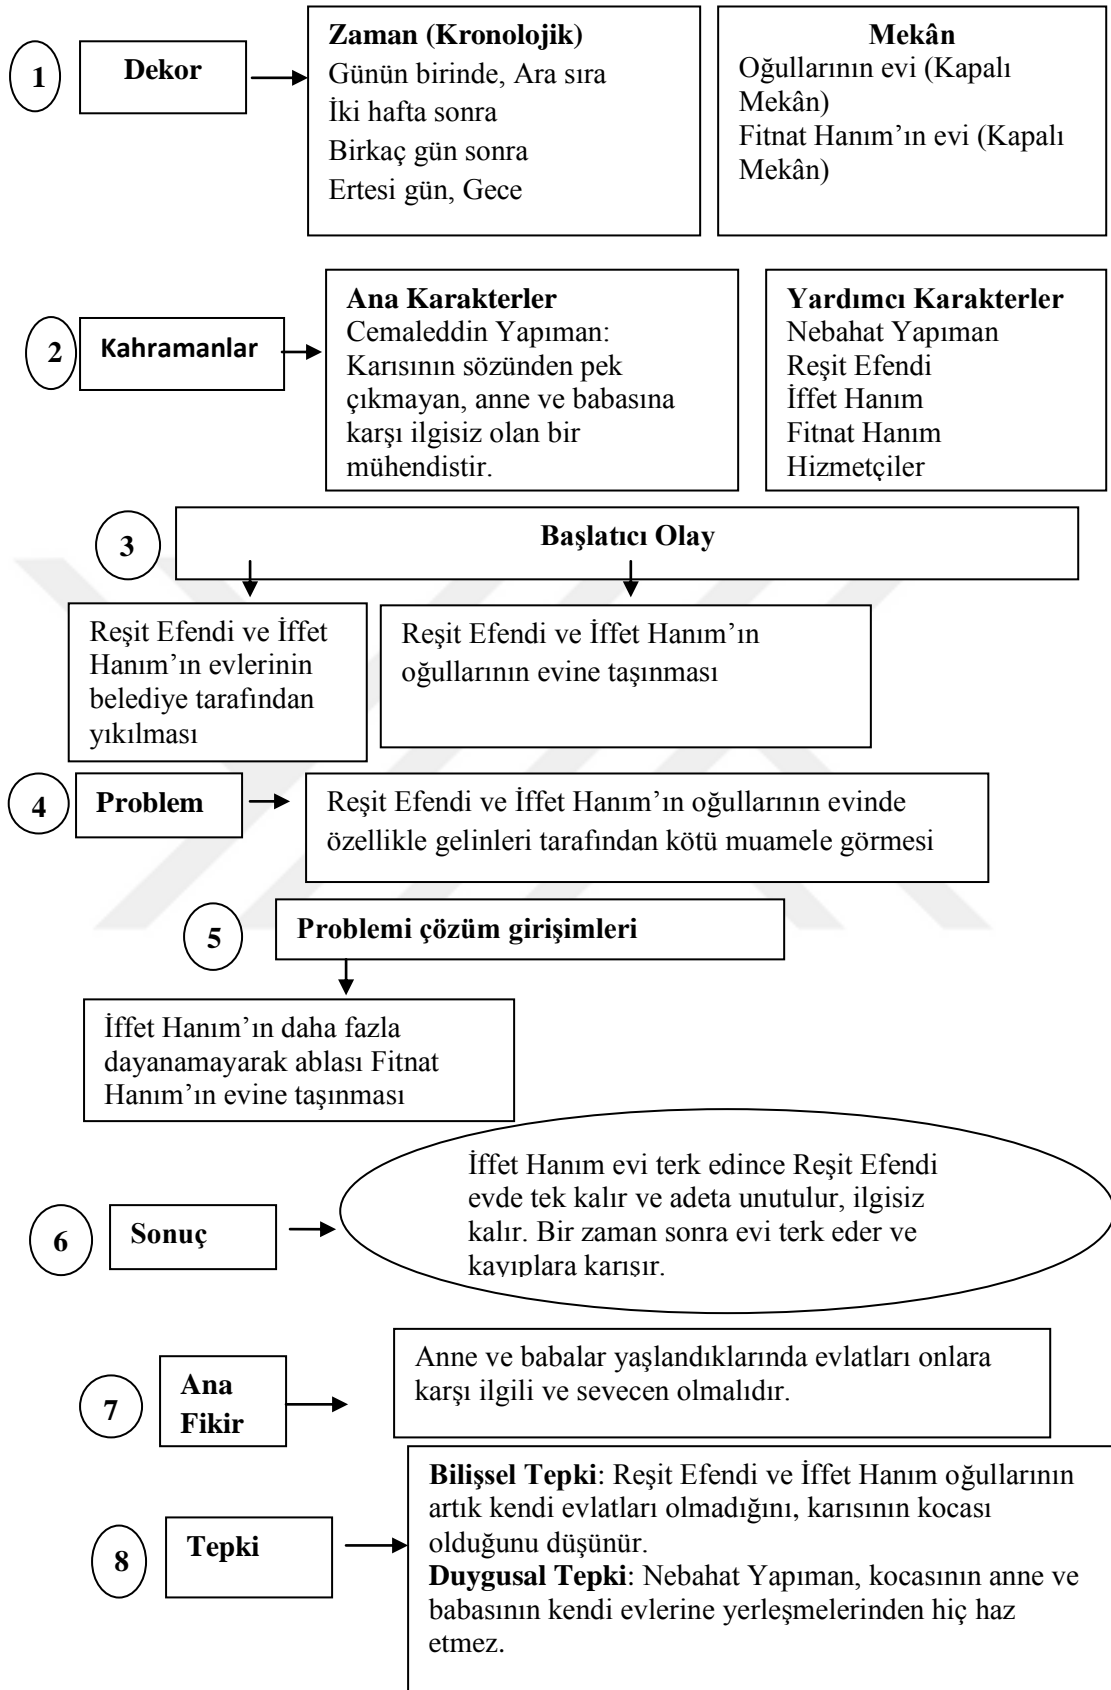 1
Dekor
Zaman (Kronolojik)
Günün birinde, Ara sıra
İki hafta sonra
Birkaç gün sonra
Ertesi gün, Gece
Mekân
Oğullarının evi (Kapalı
Mekân)
Fitnat Hanım’ın evi (Kapalı
Mekân)
2
Kahramanlar
Ana Karakterler
Cemaleddin Yapıman:
Karısının sözünden pek
çıkmayan, anne ve babasına
karşı ilgisiz olan bir
mühendistir.
Yardımcı Karakterler
Nebahat Yapıman
Reşit Efendi
İffet Hanım
Fitnat Hanım
Hizmetçiler
3
Başlatıcı Olay
Reşit Efendi ve İffet
Hanım’ın evlerinin
belediye tarafından
yıkılması
Reşit Efendi ve İffet Hanım’ın
oğullarının evine taşınması
4
Problem
Reşit Efendi ve İffet Hanım’ın oğullarının evinde
özellikle gelinleri tarafından kötü muamele görmesi
5
Problemi çözüm girişimleri
İffet Hanım’ın daha fazla
dayanamayarak ablası Fitnat
Hanım’ın evine taşınması
6
Sonuç
İffet Hanım evi terk edince Reşit Efendi
evde tek kalır ve adeta unutulur, ilgisiz
kalır. Bir zaman sonra evi terk eder ve
kayıplara karışır.
7
Ana
Fikir
Anne ve babalar yaşlandıklarında evlatları onlara
karşı ilgili ve sevecen olmalıdır.
8
Tepki
Bilişsel Tepki: Reşit Efendi ve İffet Hanım oğullarının
artık kendi evlatları olmadığını, karısının kocası
olduğunu düşünür.
Duygusal Tepki: Nebahat Yapıman, kocasının anne ve
babasının kendi evlerine yerleşmelerinden hiç haz
etmez.